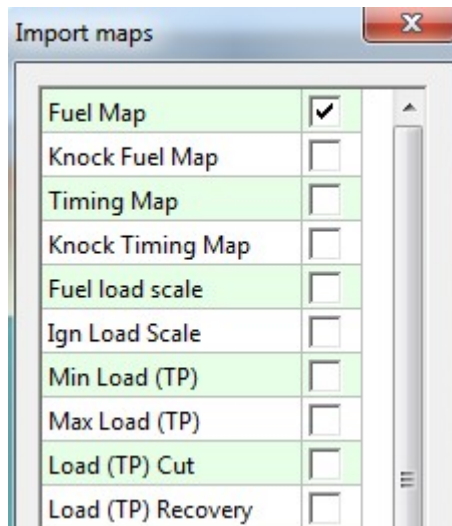 Import maps
Fuel Map
Knock Fuel Map
Timing Map
Knock Timing Map
Fuel load scale
Ign Load Scale
Min Load (TP)
Max Load (TP)
Load (TP) Cut
Load (TP) Recovery